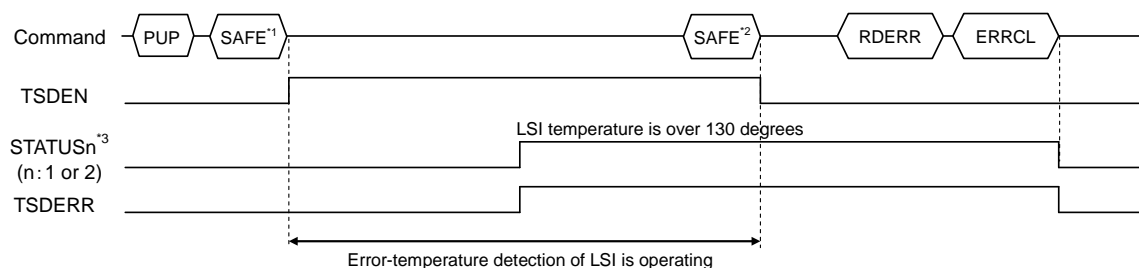 Command PUP SAFE*1 SAFE*2 RDERR ERRCL
TSDEN
LSI temperature is over 130 degrees
STATUSn*3
(n:1 or 2)
TSDERR
Error-temperature detection of LSI is operating